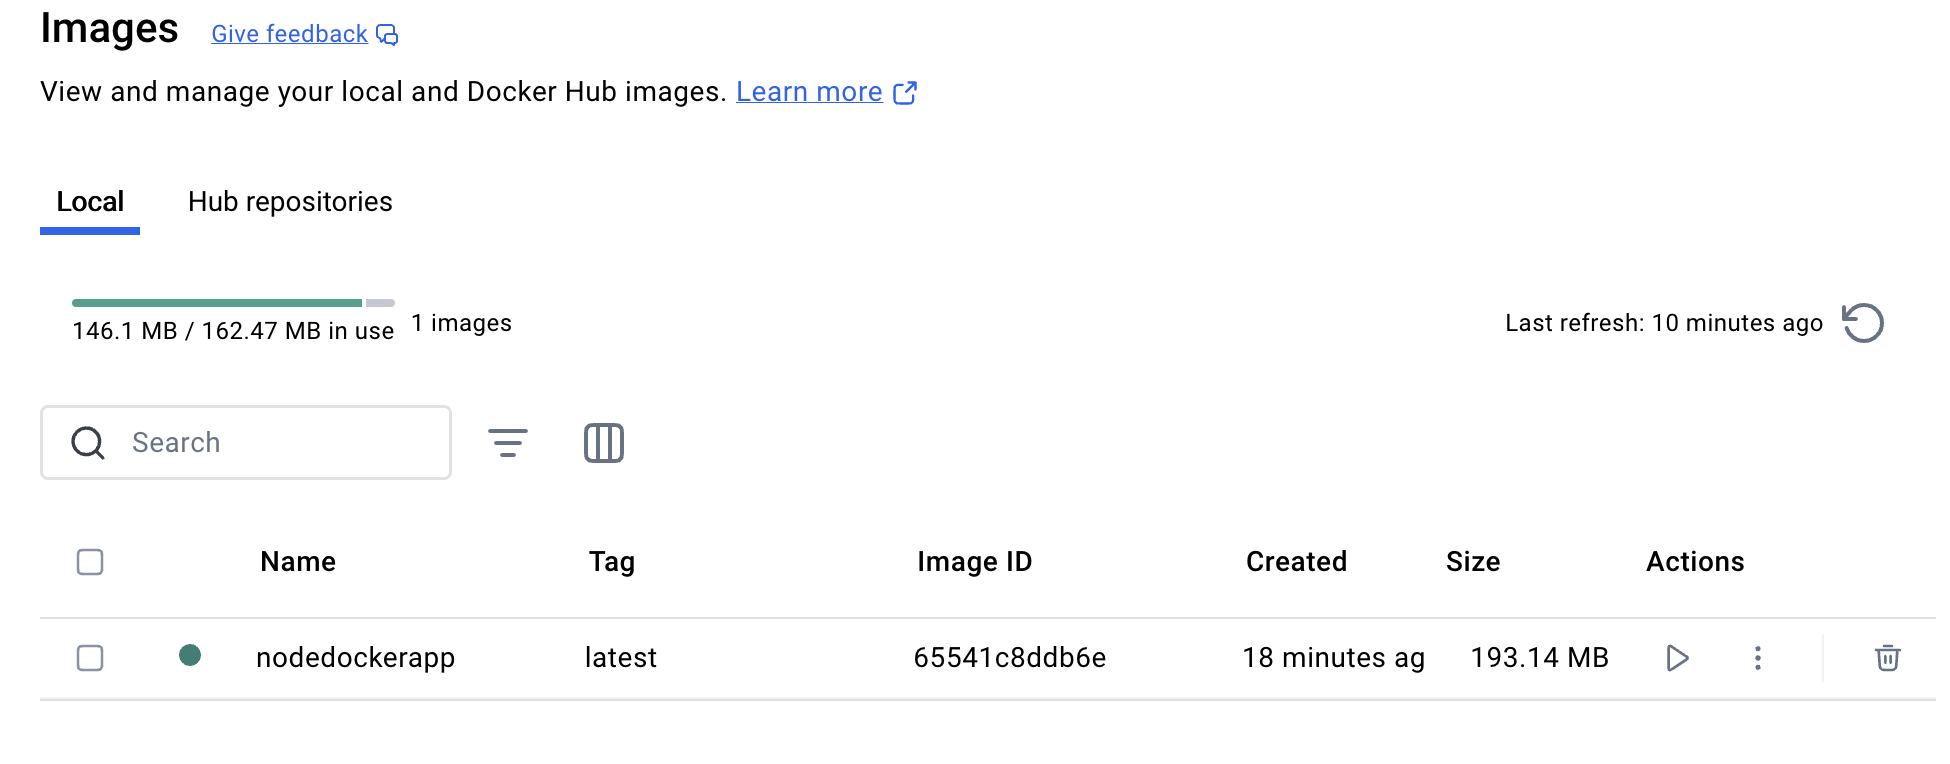 Images Give feedback
View and manage your local and Docker Hub images. Learn more
Local Hub repositories
146.1 MB / 162.47 MB in use 1 images Last refresh: 10 minutes ago
Search
Name Tag Image ID Created Size Actions
nodedockerapp latest 65541c8ddb6e 18 minutes ag 193.14 MB